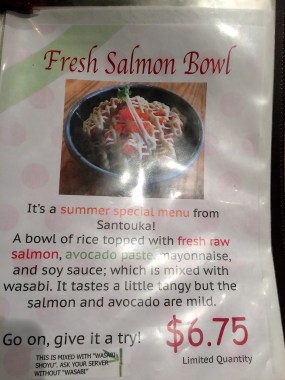 Fresh Salmon Bowl
It's a summer special menu from
Santouka!
A bowl of rice topped with fresh raw
salmon, avocado paste, mayonnaise,
and soy sauce; which is mixed with
wasabi. It tastes a little tangy but the
salmon and avocado are mild.
Go on, give it a try! $6.75
Limited Quantity
THIS IS MIXED WITH "WASABI
SHOYU". ASK YOUR SERVER
WITHOUT "WASABI"